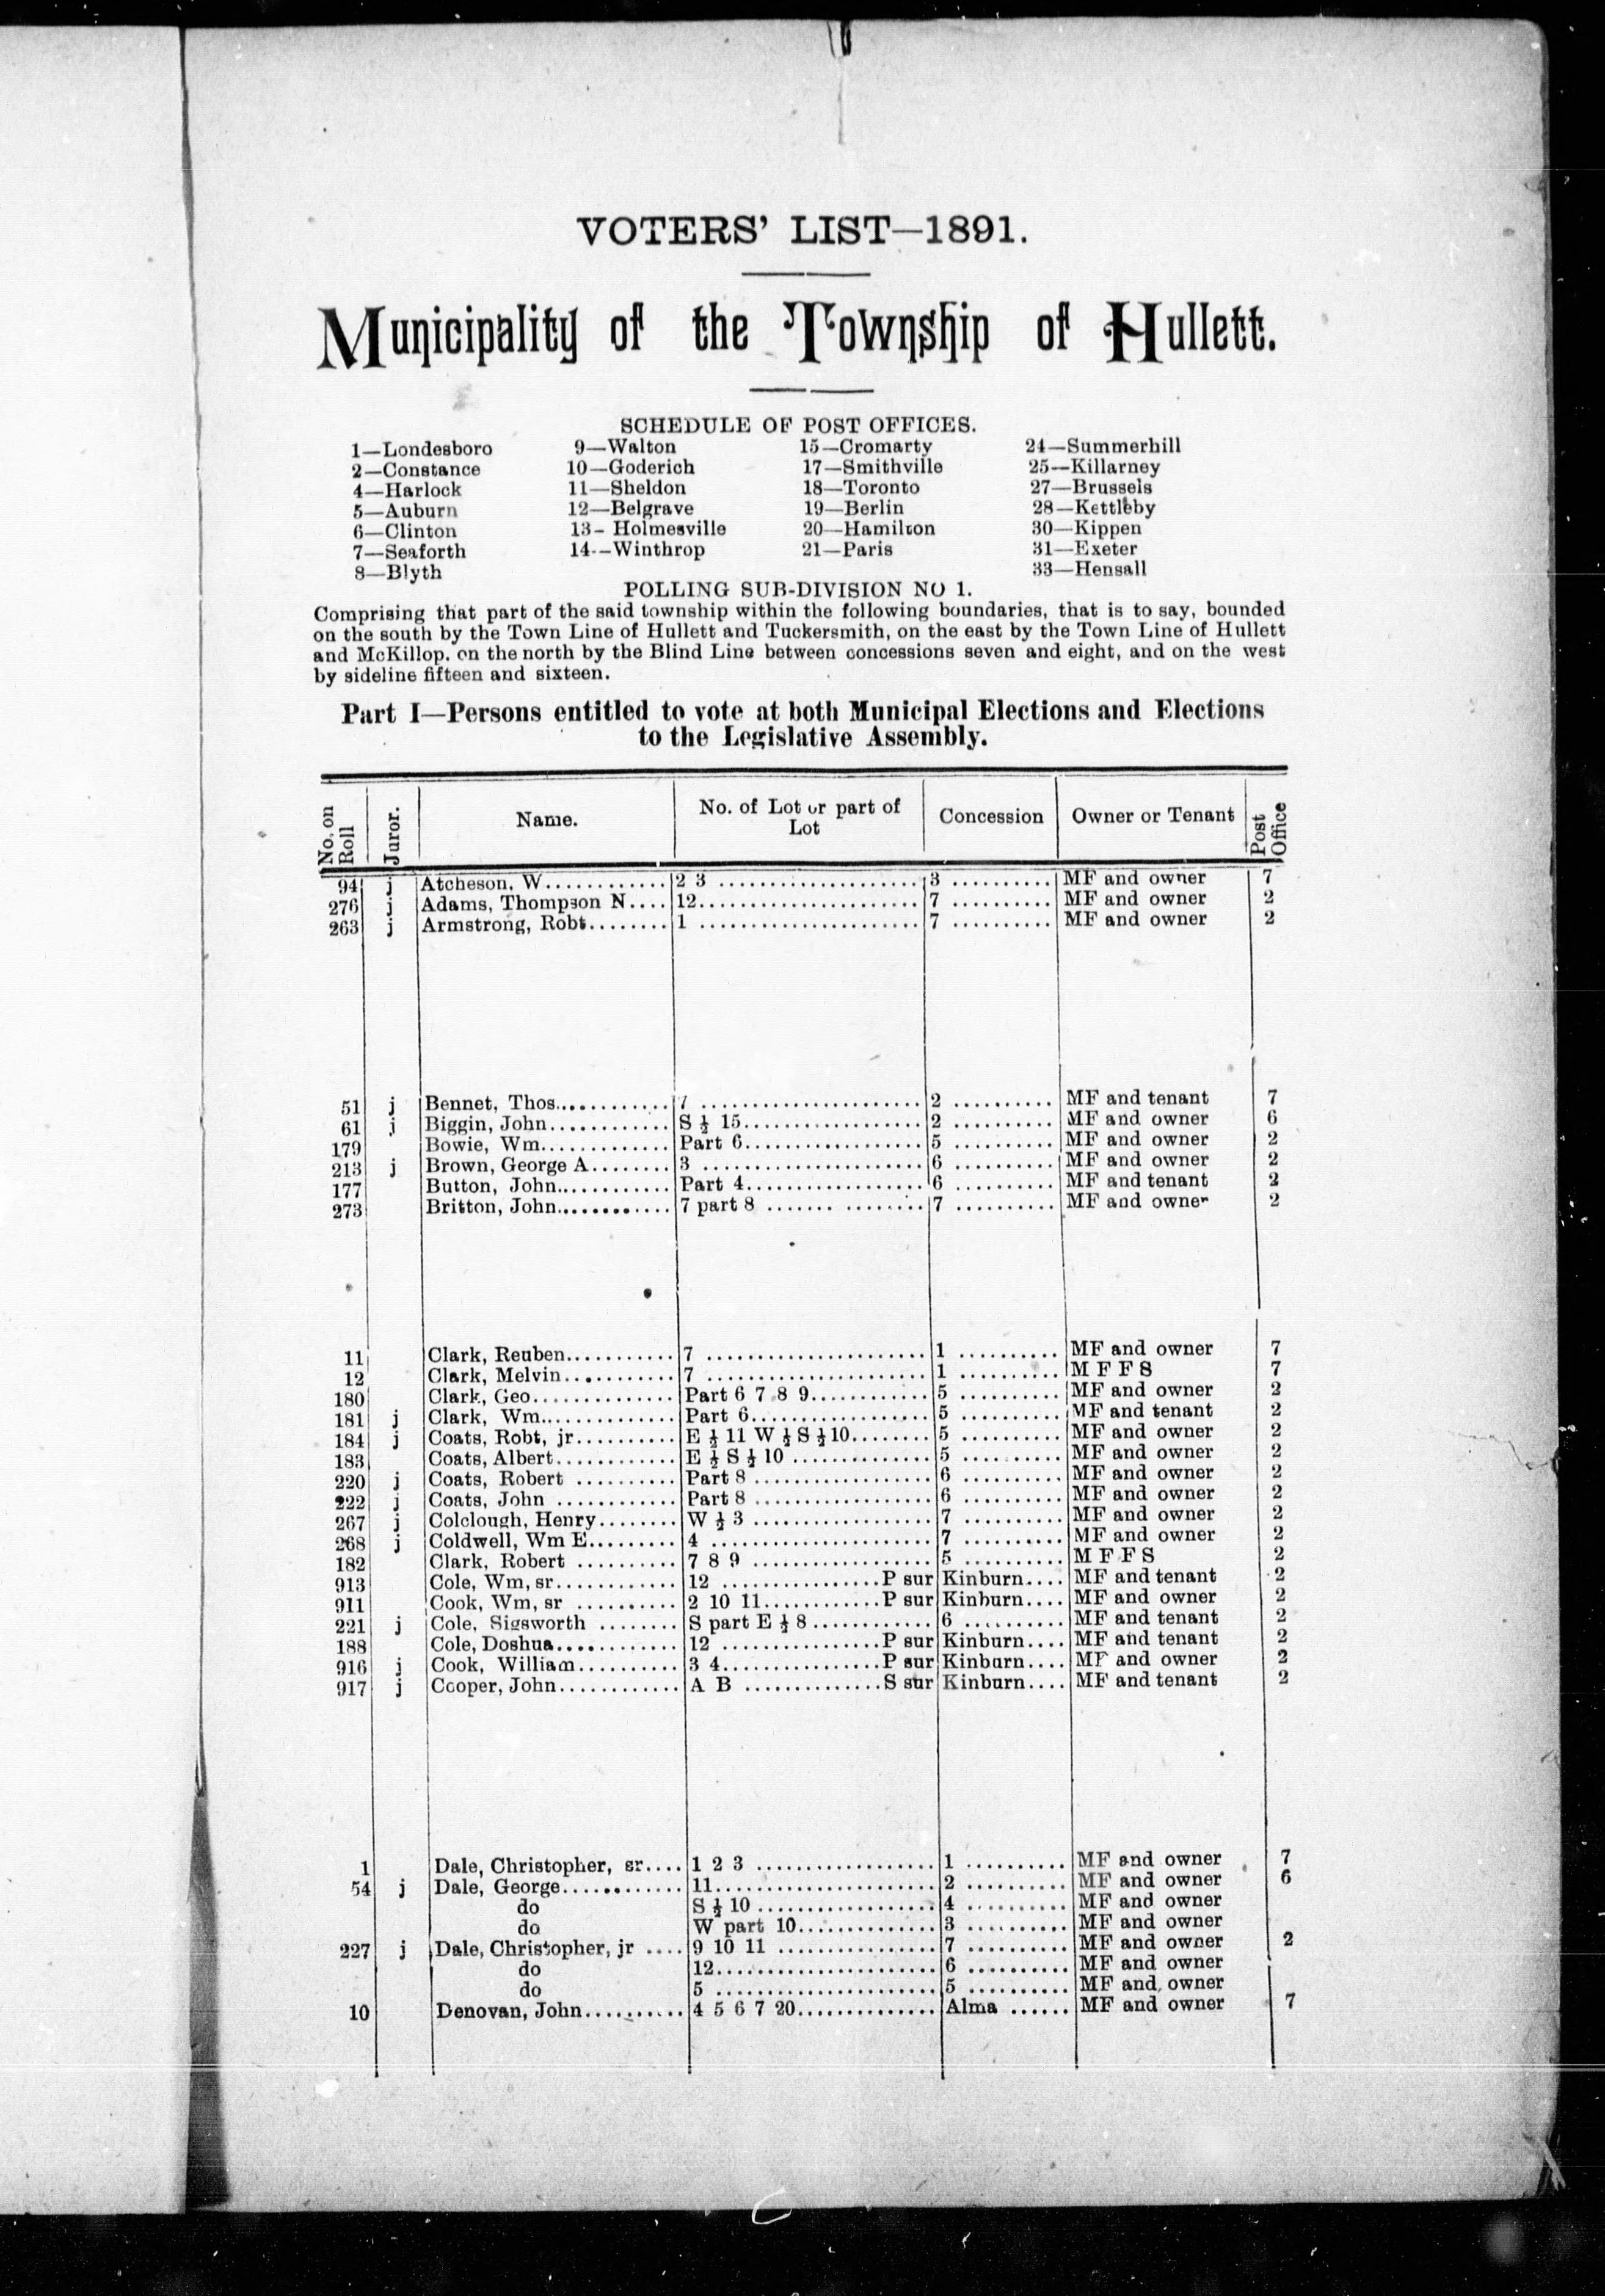 VOTERS' LIST—1891.
Municipality of the Township of Hullett.
SCHEDULE OF POST OFFICES.
1—Londesboro 9—Walton 15—Cromarty 24—Summerhill
2—Constance 10—Goderich 17—Smithville 25—Killarney
4—Harlock 11—Sheldon 18—Toronto 27—Brussels
5—Auburn 12—Belgrave 19—Berlin 28—Kettleby
6—Clinton 13- Holmesville 20—Hamilton 30—Kippen
7—Seaforth 14--Winthrop 21—Paris 31—Exeter
8—Blyth 33—Hensall
POLLING SUB-DIVISION NO 1.
Comprising that part of the said township within the following boundaries, that is to say, bounded
on the south by the Town Line of Hullett and Tuckersmith, on the east by the Town Line of Hullett
and McKillop. on the north by the Blind Line between concessions seven and eight, and on the west
by sideline fifteen and sixteen.
Part I—Persons entitled to vote at both Municipal Elections and Elections
to the Legislative Assembly.
No. on Roll Juror. Name. No. of Lot or part of Lot Concession Owner or Tenant Post Office
94 j Atcheson, W............ 2 3 .................... 3 .......... MF and owner 7
276 j Adams, Thompson N.... 12...................... 7 .......... MF and owner 2
263 j Armstrong, Robt........ 1 ...................... 7 .......... MF and owner 2
51 j Bennet, Thos............ 7 ...................... 2 .......... MF and tenant 7
61 j Biggin, John............ S ½ 15.................. 2 .......... MF and owner 6
179 Bowie, Wm............. Part 6.................. 5 .......... MF and owner 2
213 j Brown, George A........ 3 ...................... 6 .......... MF and owner 2
177 Button, John............ Part 4.................. 6 .......... MF and tenant 2
273 Britton, John............ 7 part 8 ....... ........ 7 .......... MF and owner 2
11 Clark, Reuben........... 7 ...................... 1 .......... MF and owner 7
12 Clark, Melvin........... 7 ...................... 1 .......... M F F S 7
180 Clark, Geo.............. Part 6 7 8 9............ 5 .......... MF and owner 2
181 j Clark, Wm.............. Part 6.................. 5 .......... MF and tenant 2
184 j Coats, Robt, jr.......... E ½ 11 W ½ S ½ 10........ 5 .......... MF and owner 2
183 Coats, Albert............ E ½ S ½ 10 .............. 5 .......... MF and owner 2
220 j Coats, Robert .......... Part 8 .................. 6 .......... MF and owner 2
222 j Coats, John ............ Part 8 .................. 6 .......... MF and owner 2
267 j Colclough, Henry........ W ½ 3 .................. 7 .......... MF and owner 2
268 j Coldwell, Wm E......... 4 ...................... 7 .......... MF and owner 2
182 Clark, Robert .......... 7 8 9 .................. 5 .......... M F F S 2
913 Cole, Wm, sr............ 12 ................P sur Kinburn.... MF and tenant 2
911 Cook, Wm, sr .......... 2 10 11............P sur Kinburn.... MF and owner 2
221 j Cole, Sigsworth ........ S part E ½ 8............ 6 .......... MF and tenant 2
188 Cole, Doshua............ 12 ................P sur Kinburn.... MF and tenant 2
916 j Cook, William.......... 3 4................P sur Kinburn.... MF and owner 2
917 j Cooper, John............ A B ..............S sur Kinburn.... MF and tenant 2
1 Dale, Christopher, sr.... 1 2 3 .................. 1 .......... MF and owner 7
54 j Dale, George............ 11...................... 2 .......... MF and owner 6
do S ½ 10 .................. 4 .......... MF and owner
do W part 10.............. 3 .......... MF and owner
227 j Dale, Christopher, jr .... 9 10 11 ................ 7 .......... MF and owner 2
do 12...................... 6 .......... MF and owner
do 5 ...................... 5 .......... MF and owner
10 Denovan, John.......... 4 5 6 7 20.............. Alma ...... MF and owner 7